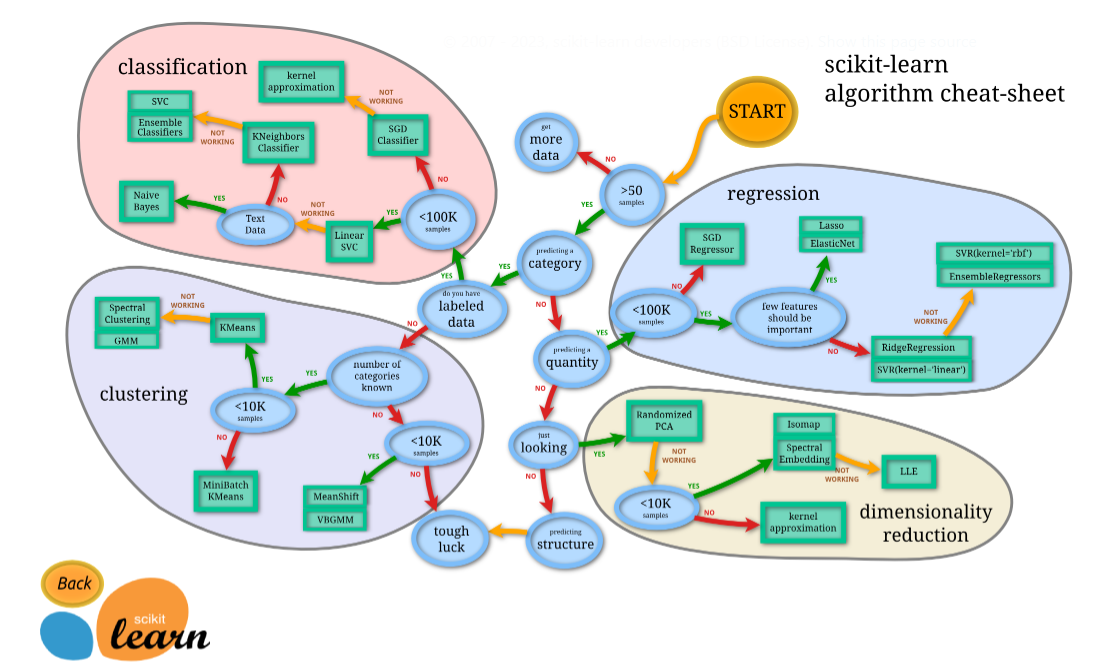 scikit-learn
algorithm cheat-sheet
START
get
more
data
NO
>50
samples
YES
predicting a
category
YES
NO
do you have
labeled
data
YES
NO
predicting a
quantity
YES
NO
just
looking
YES
NO
predicting
structure
tough
luck
classification
kernel
approximation
NOT
WORKING
SVC
Ensemble
Classifiers
NOT
WORKING
KNeighbors
Classifier
SGD
Classifier
NO
Naive
Bayes
YES
NO
Text
Data
NOT
WORKING
Linear
SVC
YES
<100K
samples
regression
SGD
Regressor
NO
<100K
samples
YES
Lasso
ElasticNet
YES
few features
should be
important
NO
SVR(kernel='rbf')
EnsembleRegressors
NOT
WORKING
RidgeRegression
SVR(kernel='linear')
clustering
Spectral
Clustering
GMM
NOT
WORKING
KMeans
YES
<10K
samples
NO
MiniBatch
KMeans
YES
number of
categories
known
NO
<10K
samples
YES
NO
MeanShift
VBGMM
dimensionality
reduction
Randomized
PCA
NOT
WORKING
<10K
samples
YES
NO
Isomap
Spectral
Embedding
NOT
WORKING
LLE
kernel
approximation
Back
scikit
learn